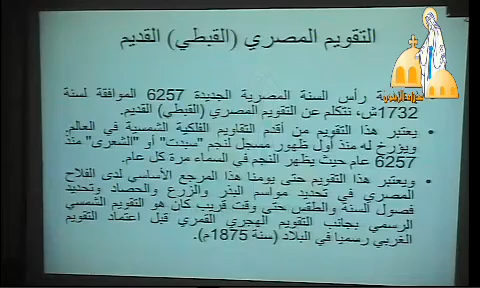 التقويم المصري (القبطي) القديم
رأس السنة المصرية الجديدة 6257 الموافقة لسنة
1732ش، نتكلم عن التقويم المصري (القبطي) القديم.
يعتبر هذا التقويم من أقدم التقاويم الفلكية الشمسية في العالم.
ويؤرخ له منذ أول ظهور مسجل لنجم "سبدت" أو "الشعرى" منذ
6257 عام حيث يظهر النجم في السماء مرة كل عام.
ويعتبر هذا التقويم حتى يومنا هذا المرجع الأساسي لدى الفلاح
المصري في تحديد مواسم البذر والزرع والحصاد وتحديد
فصول السنة والطقس حتى وقت قريب كان هو التقويم الشمسي
الرسمي بجانب التقويم الهجري القمري قبل اعتماد التقويم
الغربي رسميا في البلاد (سنة 1875م).